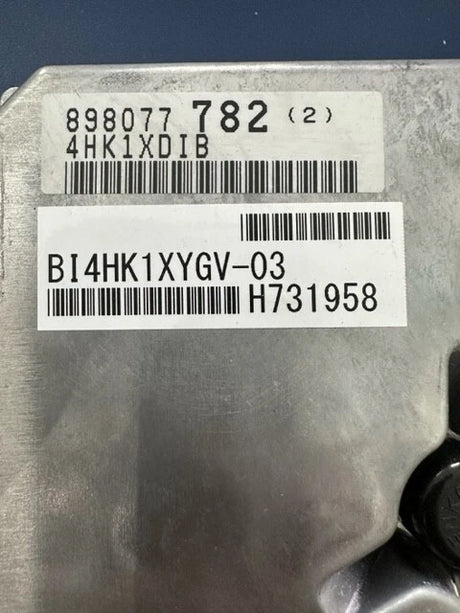 898077 782 (2)
4HK1XDIB
BI4HK1XYGV-03
H731958